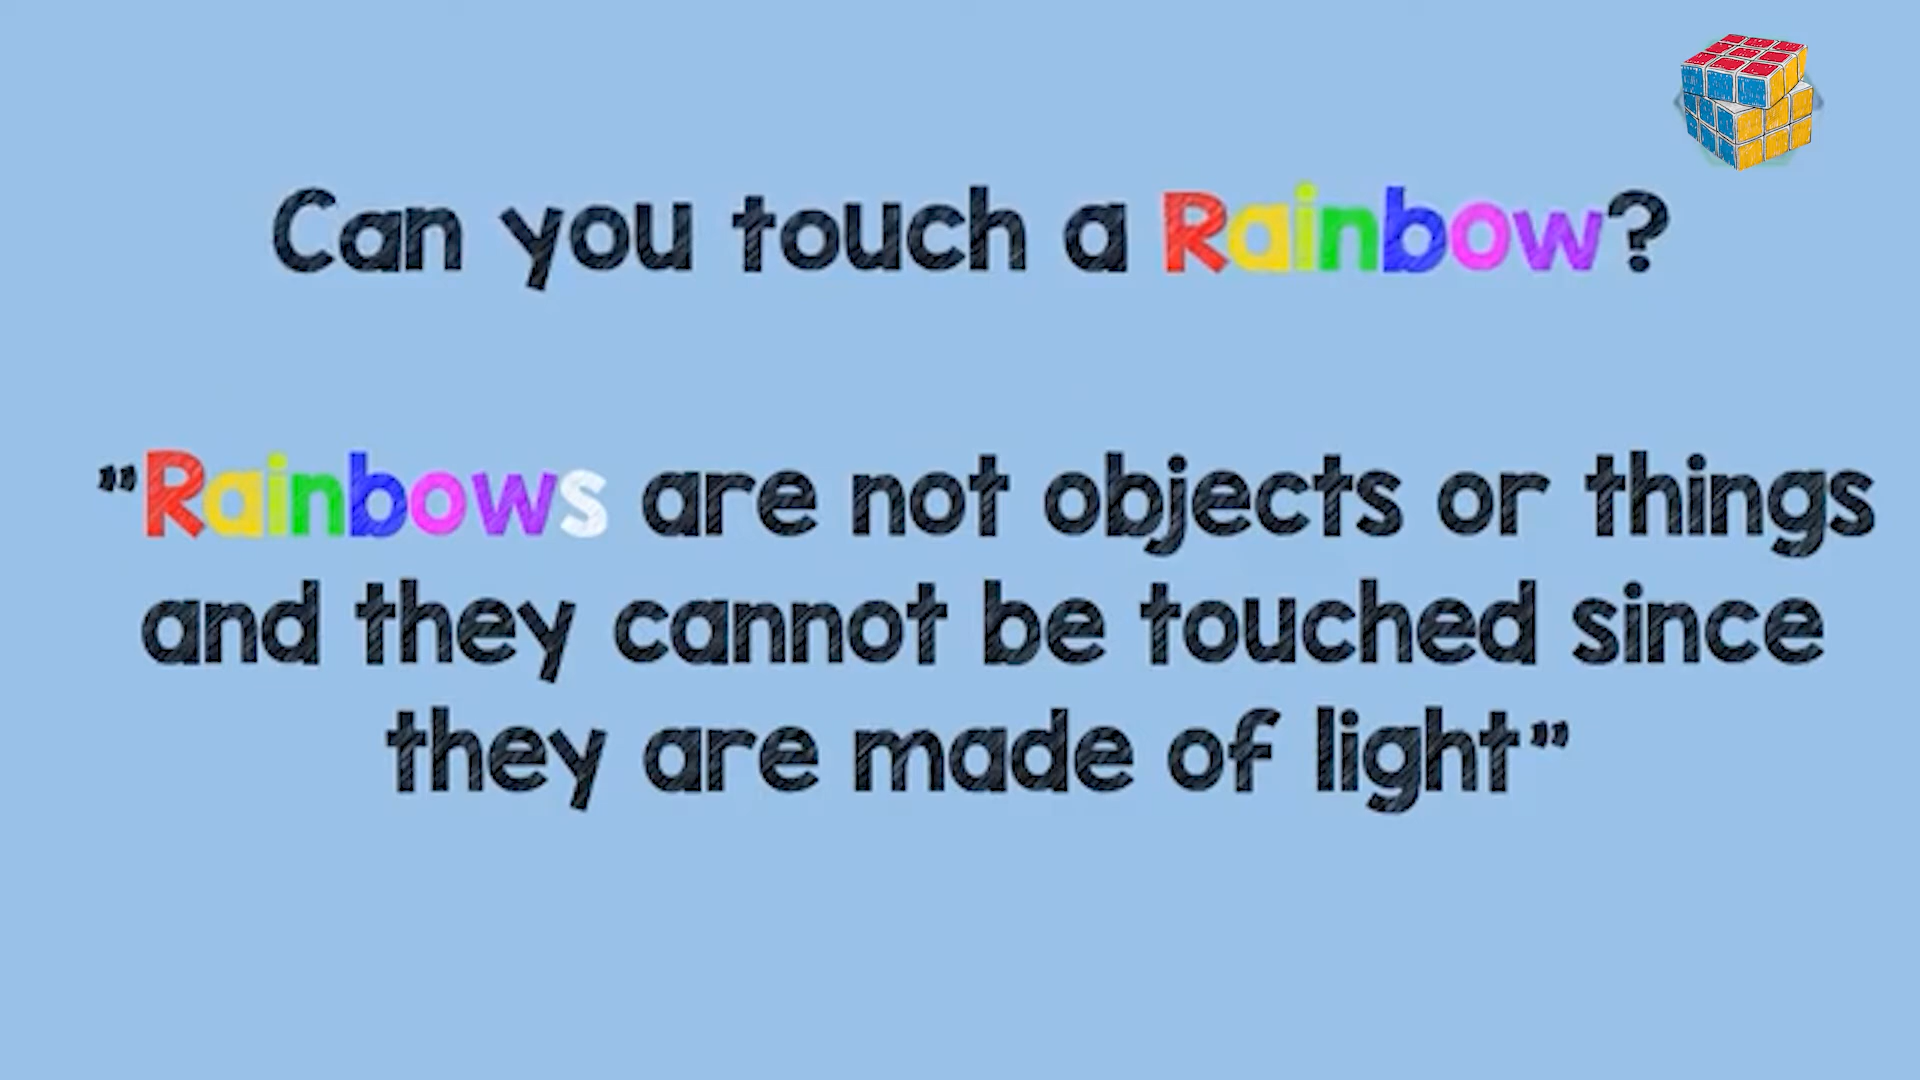 Can you touch a Rainbow?
"Rainbows are not objects or things
and they cannot be touched since
they are made of light"